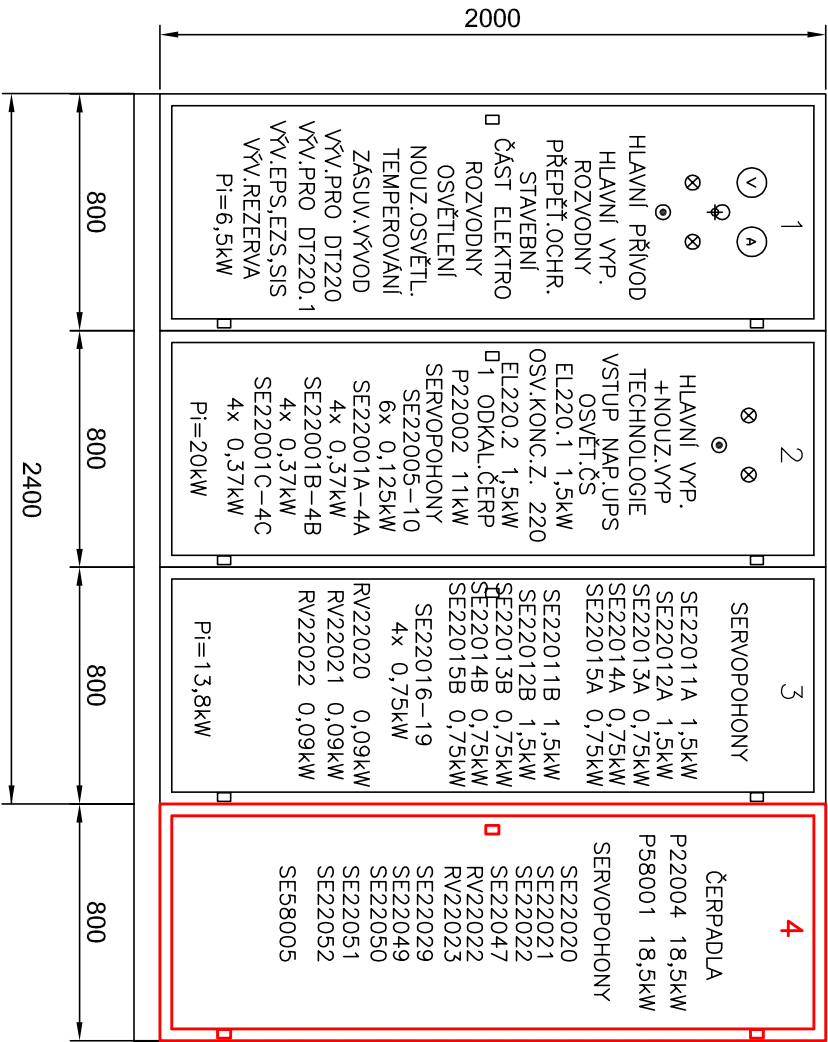 1
V
A
HLAVNÍ PŘÍVOD
HLAVNÍ VYP.
ROZVODNY
PŘEPĚŤ.OCHR.
STAVEBNÍ
ČÁST ELEKTRO
ROZVODNY
OSVĚTLENÍ
NOUZ.OSVĚTL.
TEMPEROVÁNÍ
ZÁSUV.VÝVOD
VÝV.PRO DT220
VÝV.PRO DT220.1
VÝV.EPS,EZS,SIS
VÝV.REZERVA
Pi=6,5kW
2
HLAVNÍ VYP.
+NOUZ.VYP
TECHNOLOGIE
VSTUP NAP.UPS
OSVĚT.ČS
EL220.1 1,5kW
OSV.KONC.Z. 220
EL220.2 1,5kW
1 ODKAL.ČERP
P22002 11kW
SERVOPOHONY
SE22005-10
6x 0,125kW
SE22001A-4A
4x 0,37kW
SE22001B-4B
4x 0,37kW
SE22001C-4C
4x 0,37kW
Pi=20kW
3
SERVOPOHONY
SE22011A 1,5kW
SE22012A 1,5kW
SE22013A 0,75kW
SE22014A 0,75kW
SE22015A 0,75kW
SE22011B 1,5kW
SE22012B 1,5kW
SE22013B 0,75kW
SE22014B 0,75kW
SE22015B 0,75kW
SE22016-19
4x 0,75kW
RV22020 0,09kW
RV22021 0,09kW
RV22022 0,09kW
Pi=13,8kW
4
ČERPADLA
P22004 18,5kW
P58001 18,5kW
SERVOPOHONY
SE22020
SE22021
SE22022
SE22047
RV22022
RV22023
SE22029
SE22049
SE22050
SE22051
SE22052
SE58005
2000
800
800
800
800
2400